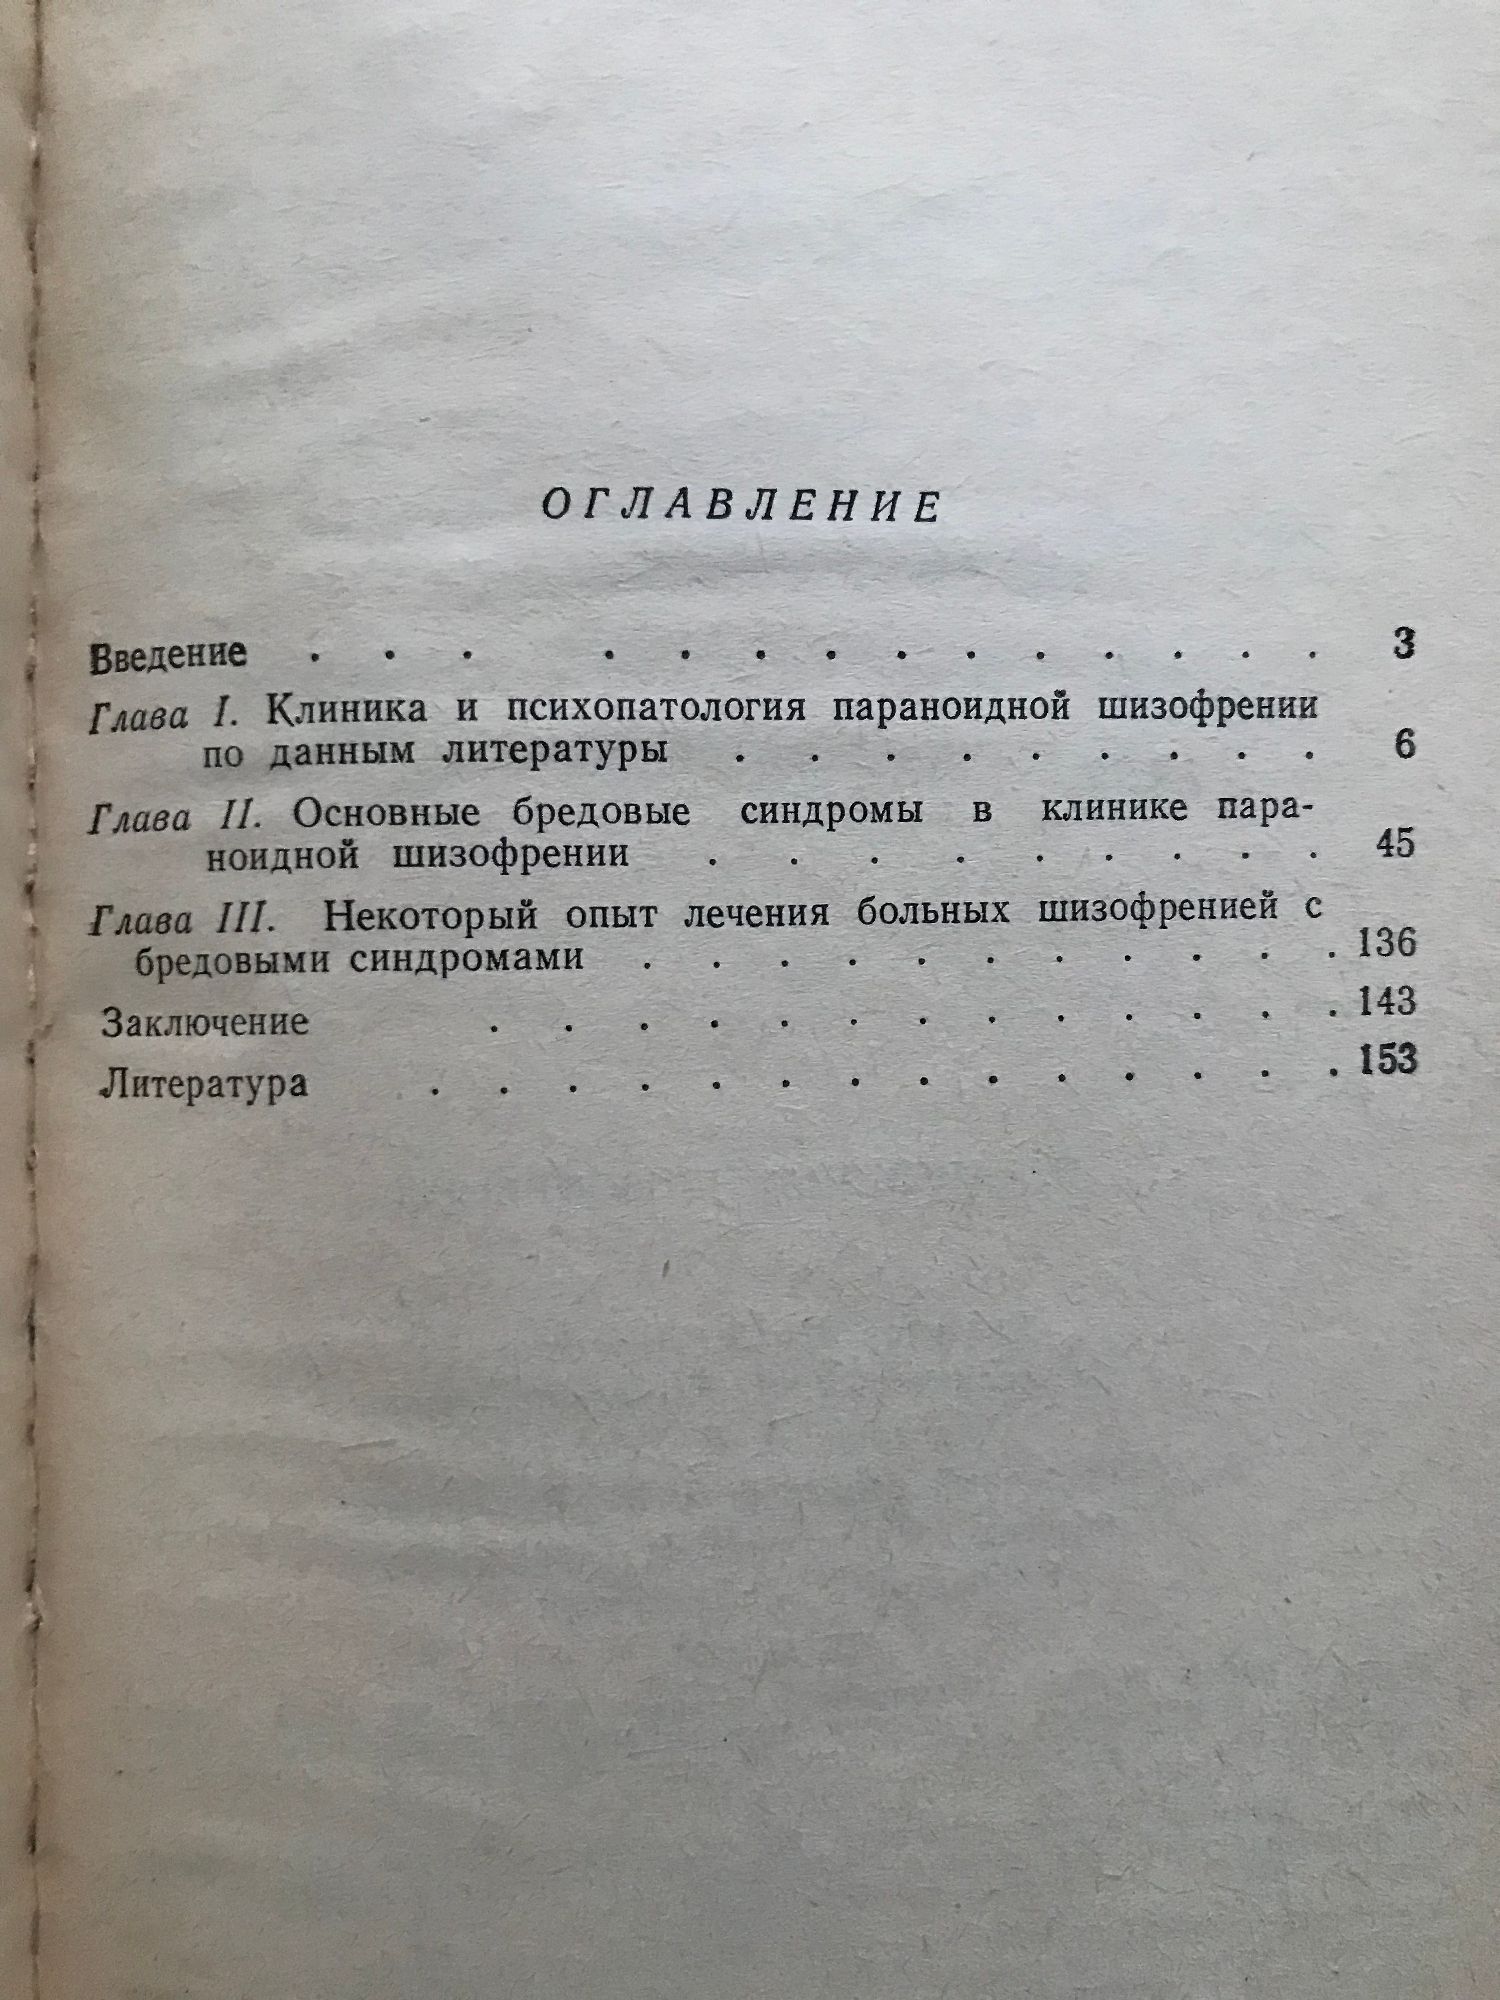 ОГЛАВЛЕНИЕ
Введение . . . . . . . . . . . . . . 3
Глава I. Клиника и психопатология параноидной шизофрении
по данным литературы . . . . . . . . . 6
Глава II. Основные бредовые синдромы в клинике пара-
ноидной шизофрении . . . . . . . . . 45
Глава III. Некоторый опыт лечения больных шизофренией с
бредовыми синдромами . . . . . . . . . . . 136
Заключение . . . . . . . . . . . . . 143
Литература . . . . . . . . . . . . . . 153